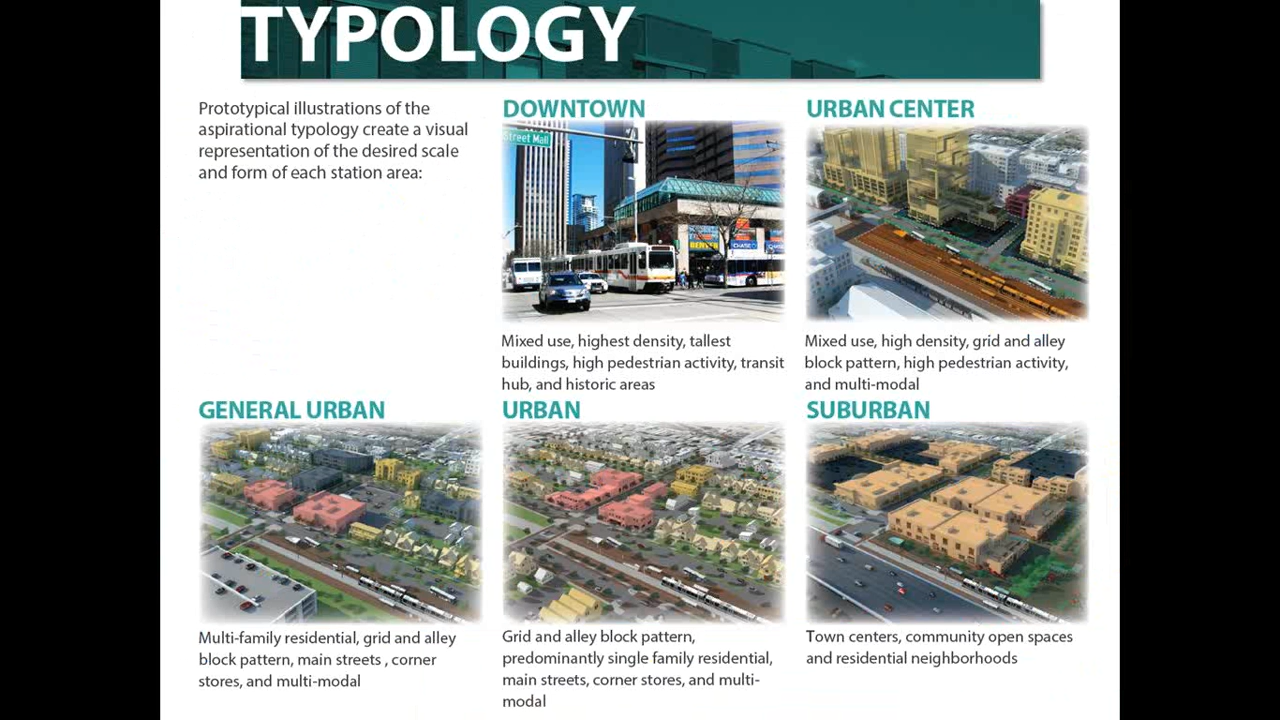 TYPOLOGY
Prototypical illustrations of the
aspirational typology create a visual
representation of the desired scale
and form of each station area:
DOWNTOWN
Street Mall
DENVER
CHASE
Mixed use, highest density, tallest
buildings, high pedestrian activity, transit
hub, and historic areas
URBAN CENTER
Mixed use, high density, grid and alley
block pattern, high pedestrian activity,
and multi-modal
GENERAL URBAN
Multi-family residential, grid and alley
block pattern, main streets , corner
stores, and multi-modal
URBAN
Grid and alley block pattern,
predominantly single family residential,
main streets, corner stores, and multi-
modal
SUBURBAN
Town centers, community open spaces
and residential neighborhoods